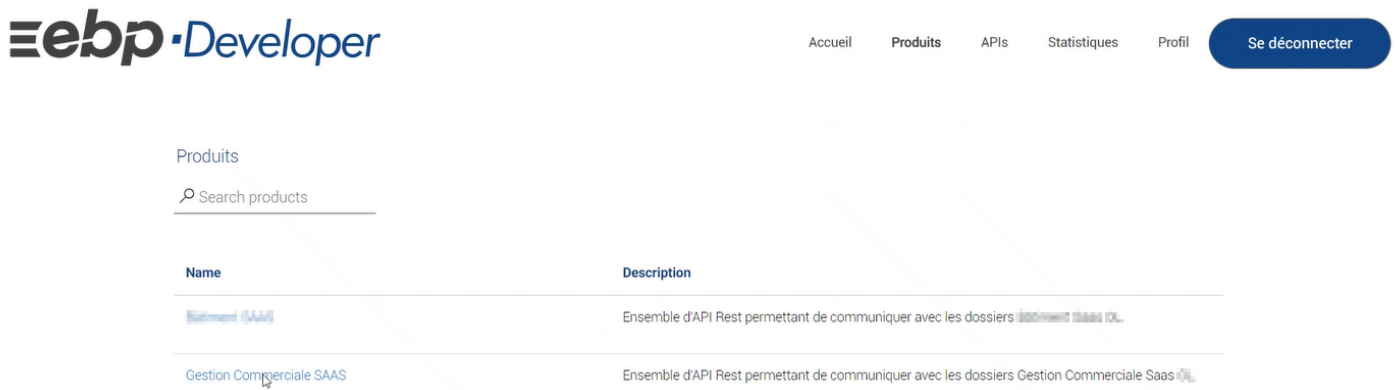 ebp·Developer
Accueil Produits APIs Statistiques Profil Se déconnecter
Produits
Search products
Name Description
Ensemble d'API Rest permettant de communiquer avec les dossiers
Gestion Commerciale SAAS Ensemble d'API Rest permettant de communiquer avec les dossiers Gestion Commerciale Saas